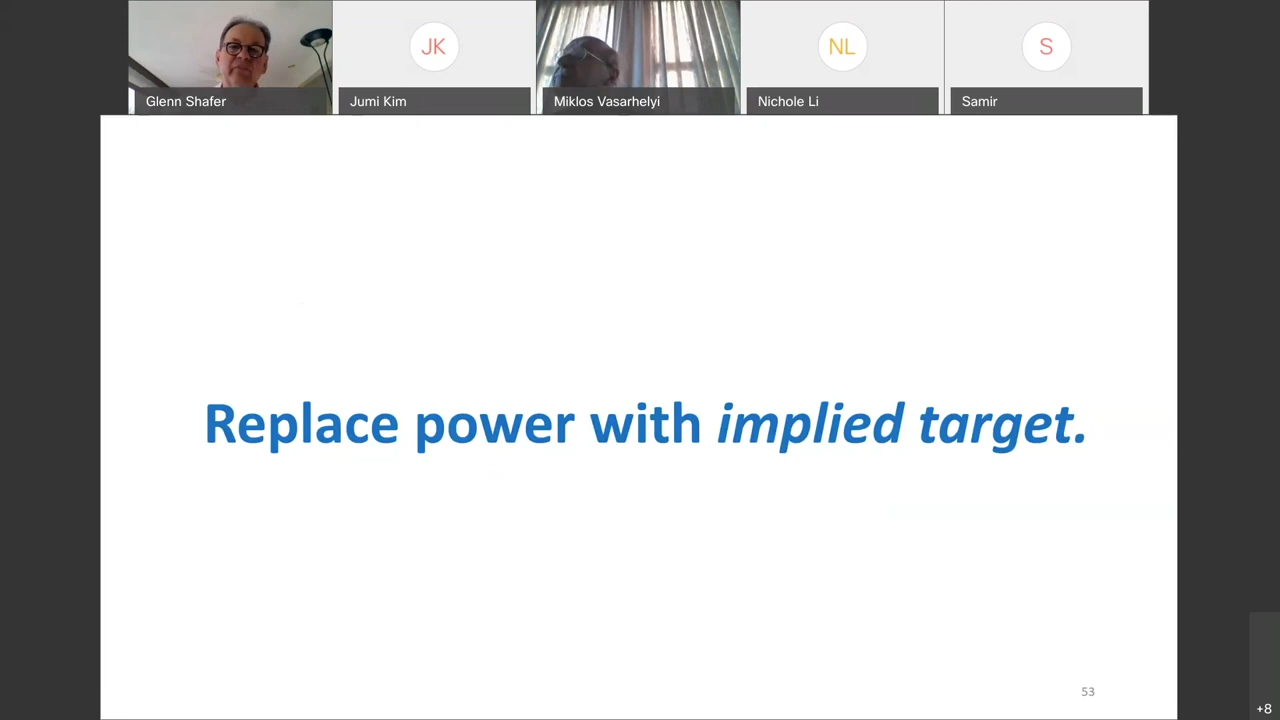 JK
NL
S
Glenn Shafer
Jumi Kim
Miklos Vasarhelyi
Nichole Li
Samir
Replace power with implied target.
53
+8